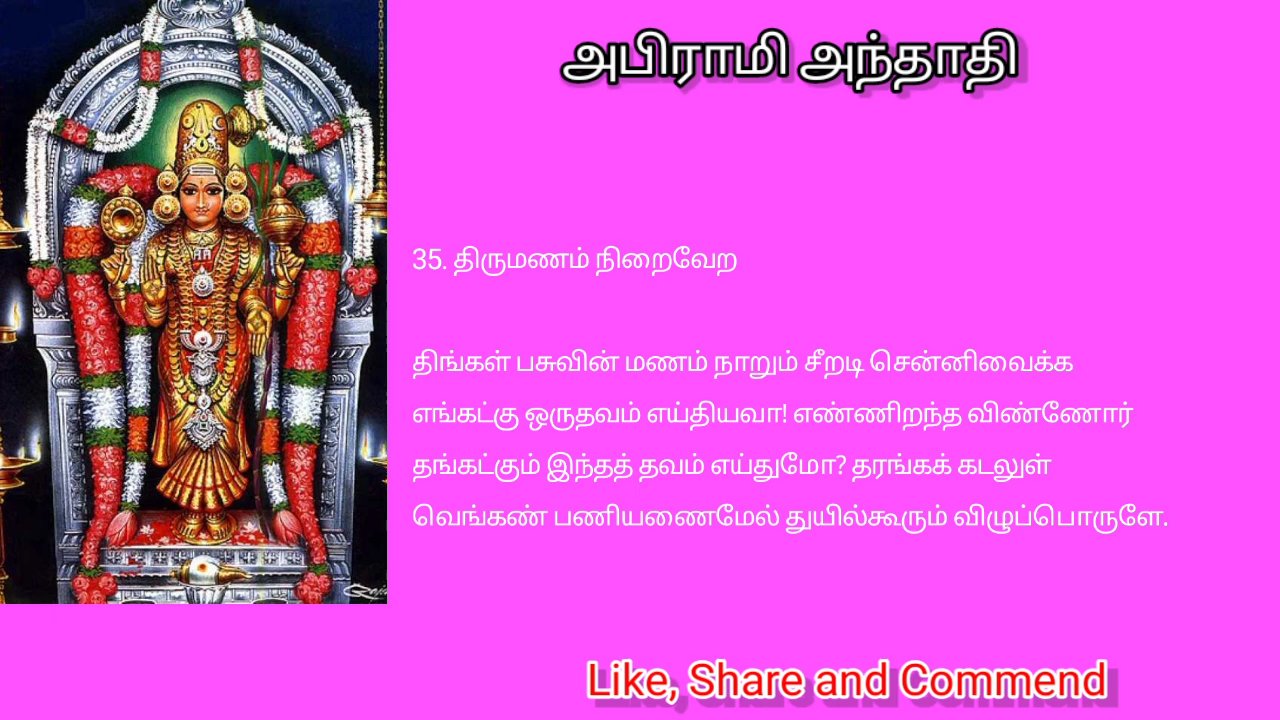 அபிராமி அந்தாதி
35. திருமணம் நிறைவேற
திங்கள் பசுவின் மணம் நாறும் சீறடி சென்னிவைக்க
எங்கட்கு ஒருதவம் எய்தியவா! எண்ணிறந்த விண்ணோர்
தங்கட்கும் இந்தத் தவம் எய்துமோ? தரங்கக் கடலுள்
வெங்கண் பணியணைமேல் துயில்கூரும் விழுப்பொருளே.
Like, Share and Commend